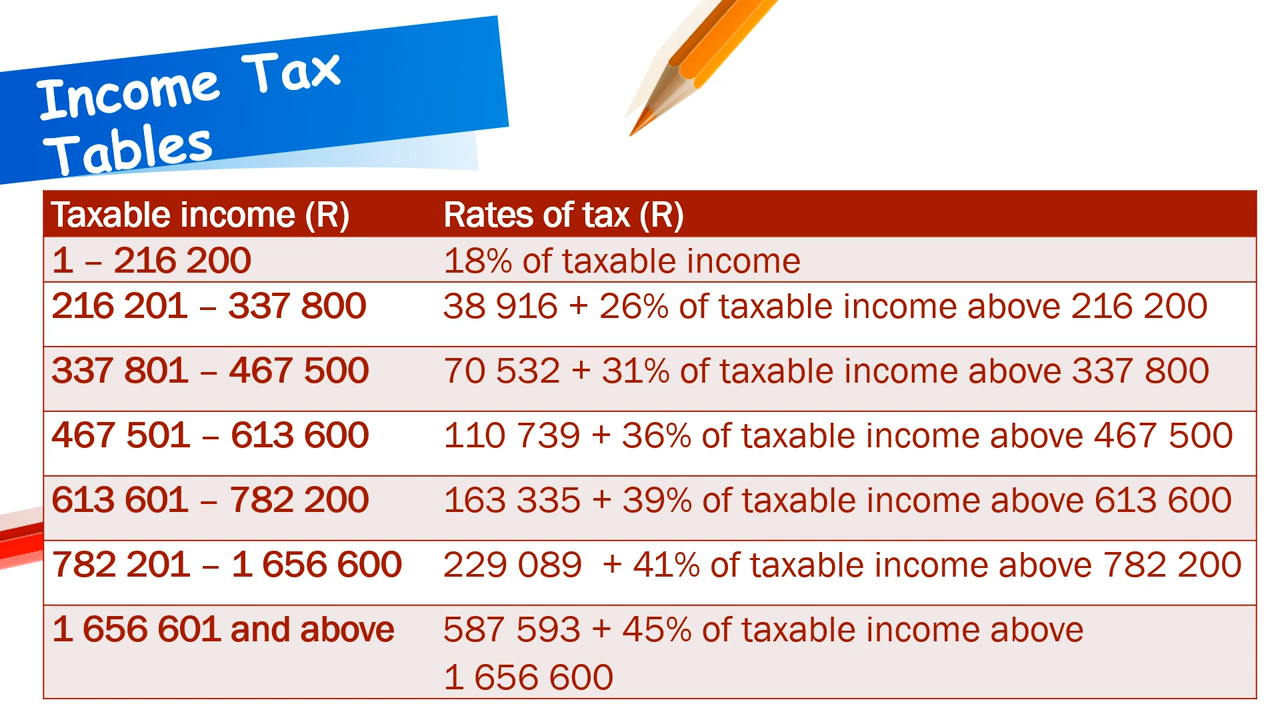 Income Tax
Tables
Taxable income (R) Rates of tax (R)
1 – 216 200 18% of taxable income
216 201 – 337 800 38 916 + 26% of taxable income above 216 200
337 801 – 467 500 70 532 + 31% of taxable income above 337 800
467 501 – 613 600 110 739 + 36% of taxable income above 467 500
613 601 – 782 200 163 335 + 39% of taxable income above 613 600
782 201 – 1 656 600 229 089  + 41% of taxable income above 782 200
1 656 601 and above 587 593 + 45% of taxable income above
1 656 600